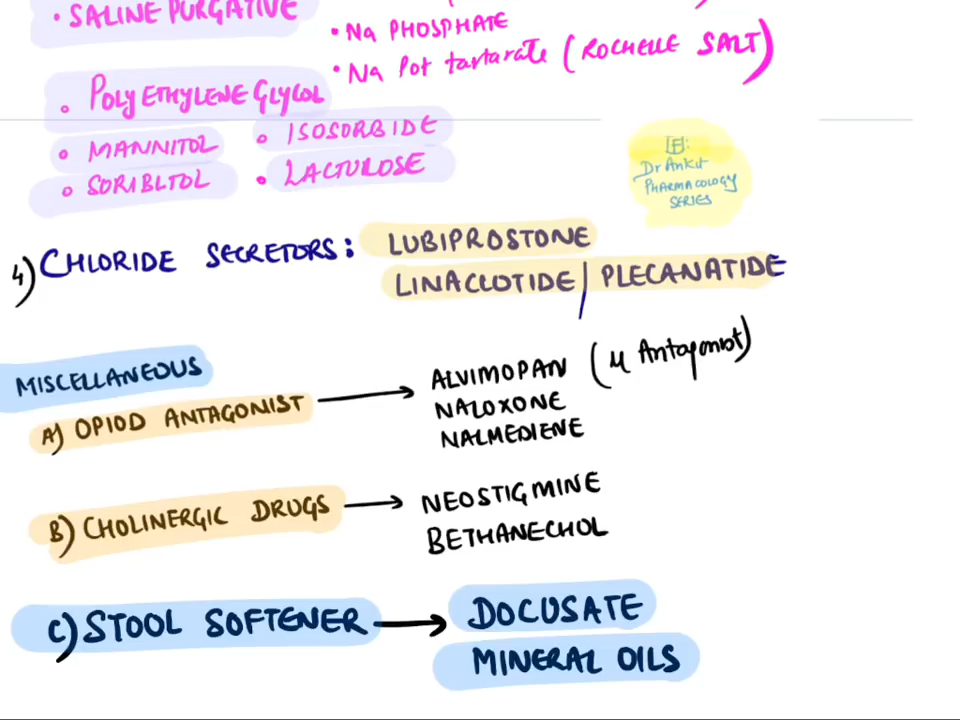 • SALINE PURGATIVE
• Na PHOSPHATE
• Na Pot tartarate (ROCHELLE SALT)
◦ POLY ETHYLENE GLYCOL
◦ MANNITOL
◦ ISOSORBIDE
◦ SORIBLTOL
• LACTULOSE
Dr Ankit
PHARMACOLOGY
SERIES
4) CHLORIDE SECRETORS: LUBIPROSTONE
LINACLOTIDE | PLECANATIDE
MISCELLANEOUS
A) OPIOD ANTAGONIST → ALVIMOPAN (μ Antagonist)
NALOXONE
NALMEDIENE
B) CHOLINERGIC DRUGS → NEOSTIGMINE
BETHANECHOL
C) STOOL SOFTENER → DOCUSATE
MINERAL OILS